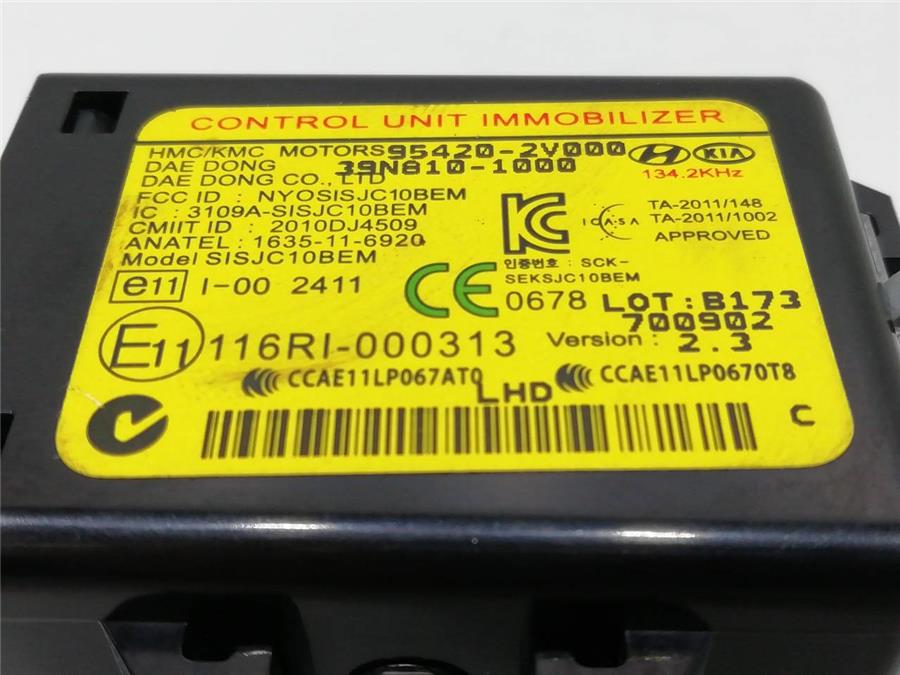 CONTROL UNIT IMMOBILIZER
HMC/KMC MOTORS 95420-2V000
DAE DONG 39N810-1000
DAE DONG CO., LTD
KIA
134.2KHz
FCC ID : NYOSISJC10BEM
IC : 3109A-SISJC10BEM
CMIIT ID : 2010DJ4509
ANATEL : 1635-11-6920
Model SISJC10BEM
ICASA
TA-2011/148
TA-2011/1002
APPROVED
인증번호 : SCK-
SEKSJC10BEM
e11 I-00 2411
CE 0678
LOT:B173
700902
E11 116RI-000313
Version : 2.3
CCAE11LP067AT0
LHD
CCAE11LP0670T8
C